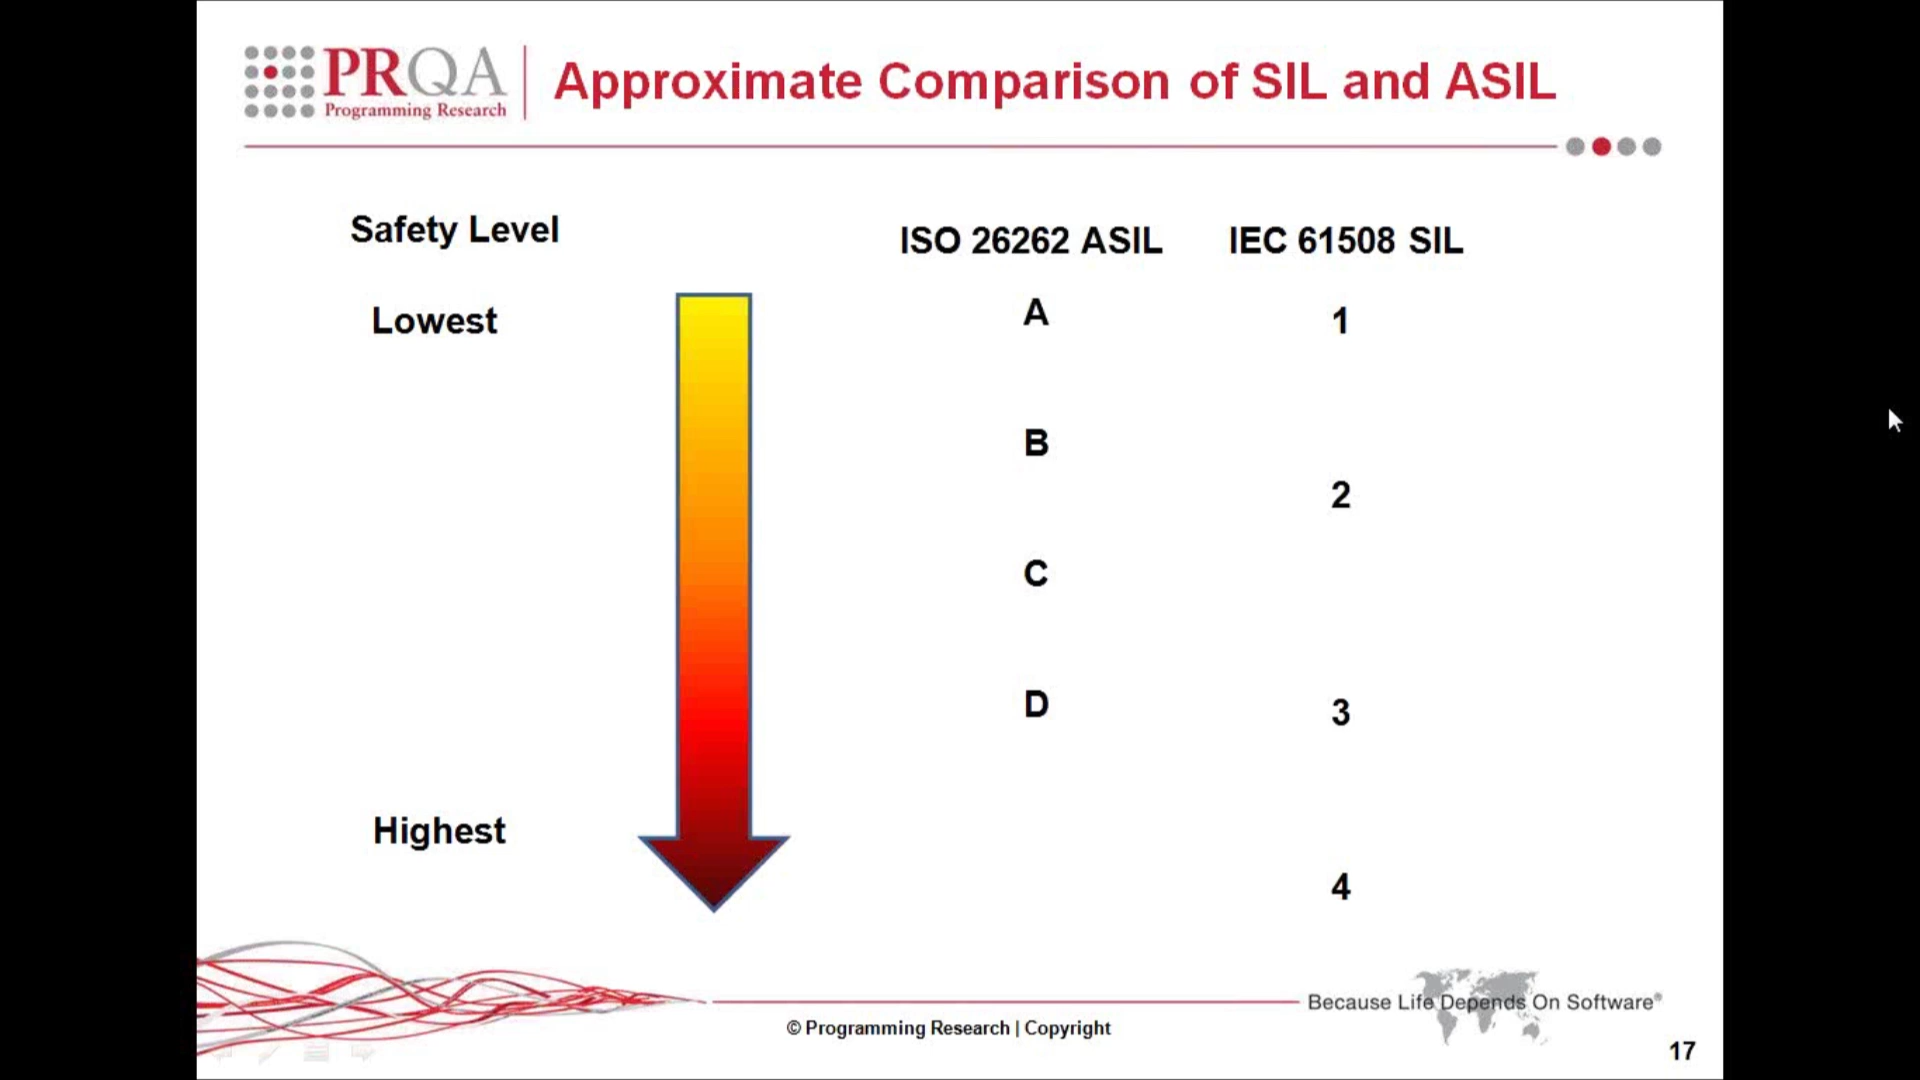 PRQA
Programming Research
Approximate Comparison of SIL and ASIL
Safety Level
ISO 26262 ASIL
IEC 61508 SIL
Lowest
A
1
B
2
C
D
3
Highest
4
Because Life Depends On Software®
© Programming Research | Copyright
17